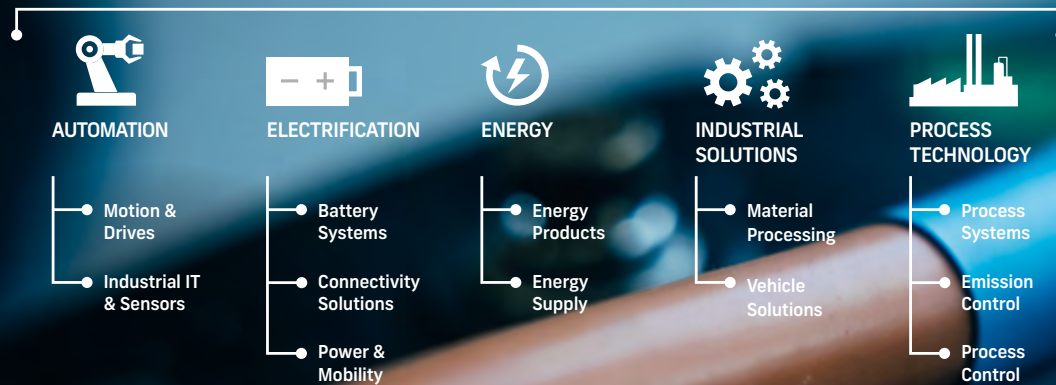 AUTOMATION
Motion &
Drives
Industrial IT
& Sensors
ELECTRIFICATION
Battery
Systems
Connectivity
Solutions
Power &
Mobility
ENERGY
Energy
Products
Energy
Supply
INDUSTRIAL
SOLUTIONS
Material
Processing
Vehicle
Solutions
PROCESS
TECHNOLOGY
Process
Systems
Emission
Control
Process
Control